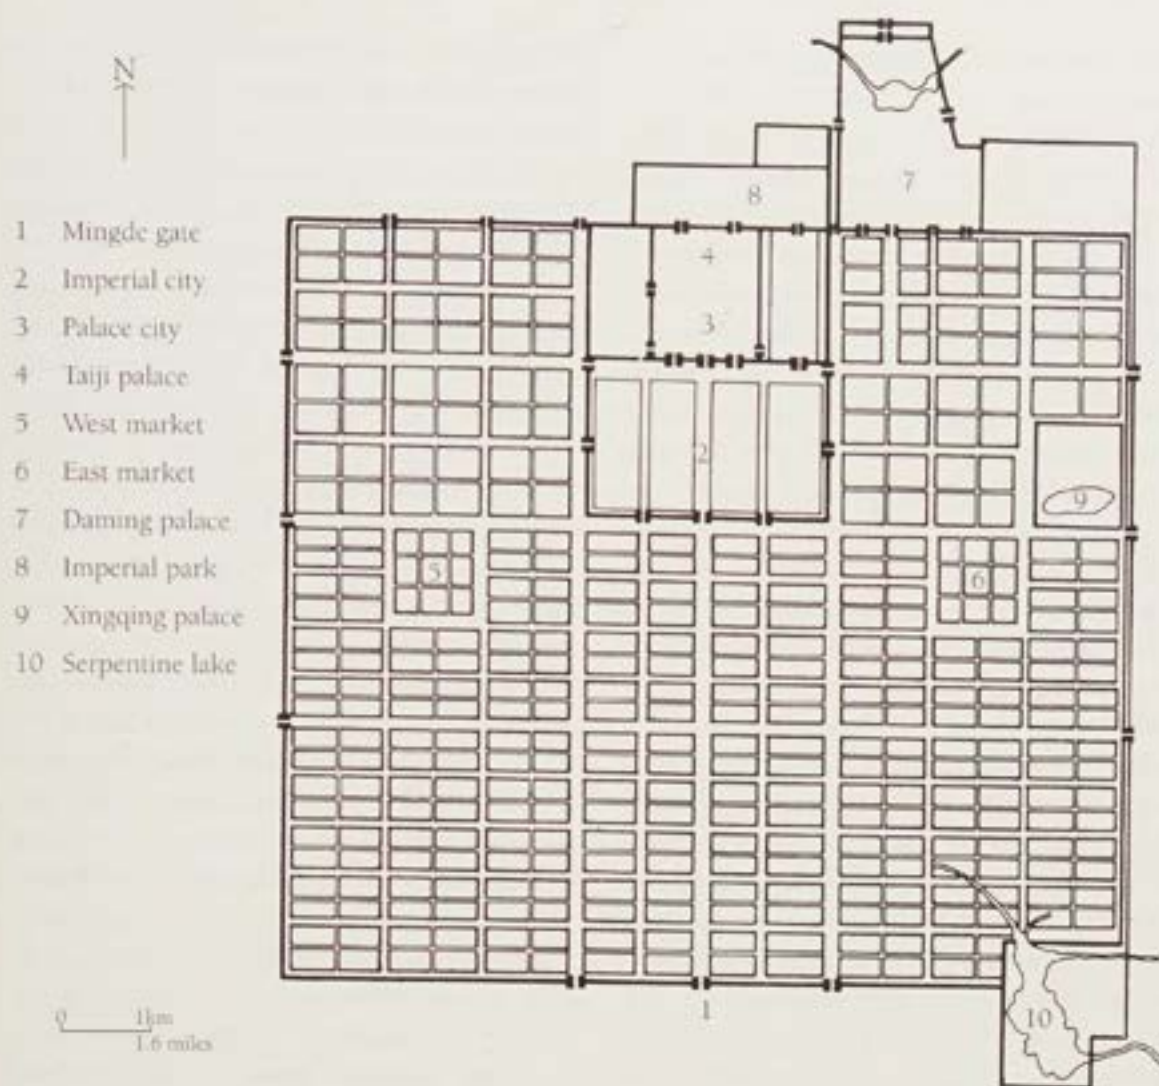 N
1 Mingde gate
2 Imperial city
3 Palace city
4 Taiji palace
5 West market
6 East market
7 Daming palace
8 Imperial park
9 Xingqing palace
10 Serpentine lake
7
8
4
3
2
9
5
6
1
10
0 1km
1.6 miles